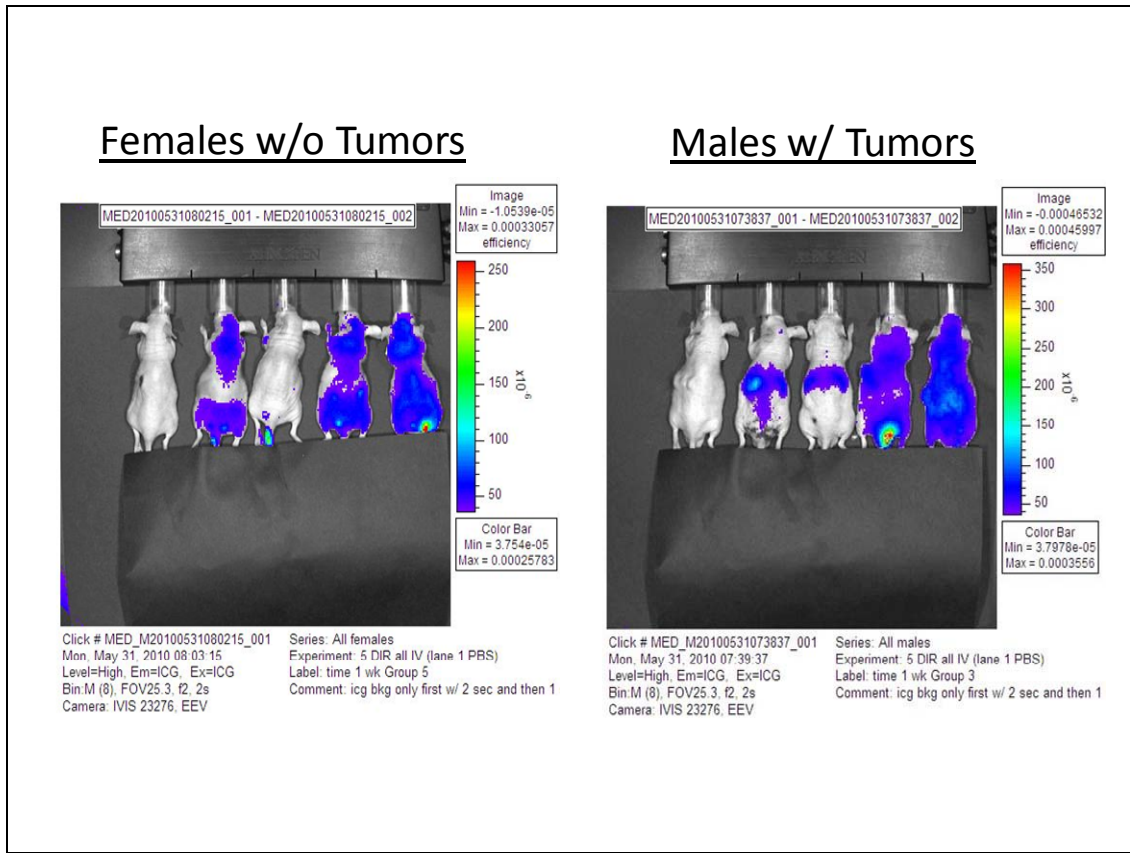 Females w/o Tumors
MED20100531080215_001 - MED20100531080215_002
Image
Min = -1.0539e-05
Max = 0.00033057
efficiency
250
200
150
100
50
x10-6
Color Bar
Min = 3.754e-05
Max = 0.00025783
Click # MED_M20100531080215_001
Mon, May 31, 2010 08:03:15
Level=High, Em=ICG, Ex=ICG
Bin:M (8), FOV25.3, f2, 2s
Camera: IVIS 23276, EEV
Series: All females
Experiment: 5 DIR all IV (lane 1 PBS)
Label: time 1 wk Group 5
Comment: icg bkg only first w/ 2 sec and then 1
Males w/ Tumors
MED20100531073837_001 - MED20100531073837_002
Image
Min = -0.00046532
Max = 0.00045997
efficiency
350
300
250
200
150
100
50
x10-6
Color Bar
Min = 3.7978e-05
Max = 0.0003556
Click # MED_M20100531073837_001
Mon, May 31, 2010 07:39:37
Level=High, Em=ICG, Ex=ICG
Bin:M (8), FOV25.3, f2, 2s
Camera: IVIS 23276, EEV
Series: All males
Experiment: 5 DIR all IV (lane 1 PBS)
Label: time 1 wk Group 3
Comment: icg bkg only first w/ 2 sec and then 1